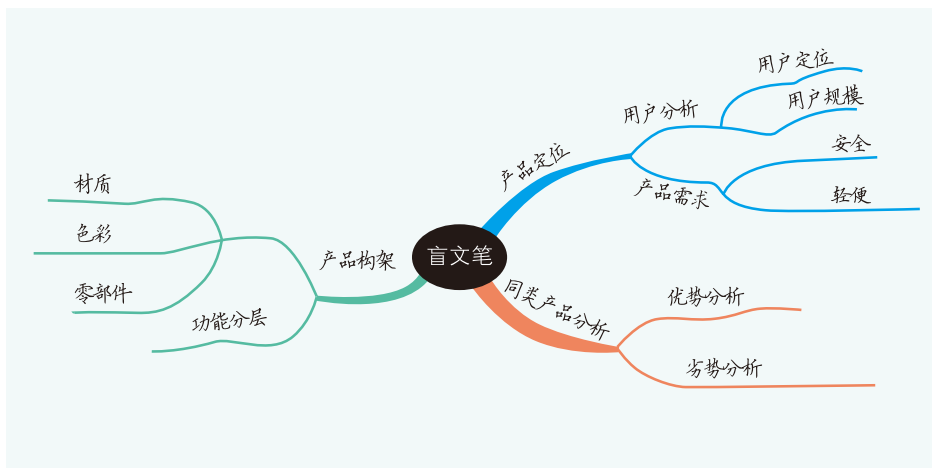 盲文笔
产品定位
用户分析
用户定位
用户规模
产品需求
安全
轻便
同类产品分析
优势分析
劣势分析
产品构架
材质
色彩
零部件
功能分层